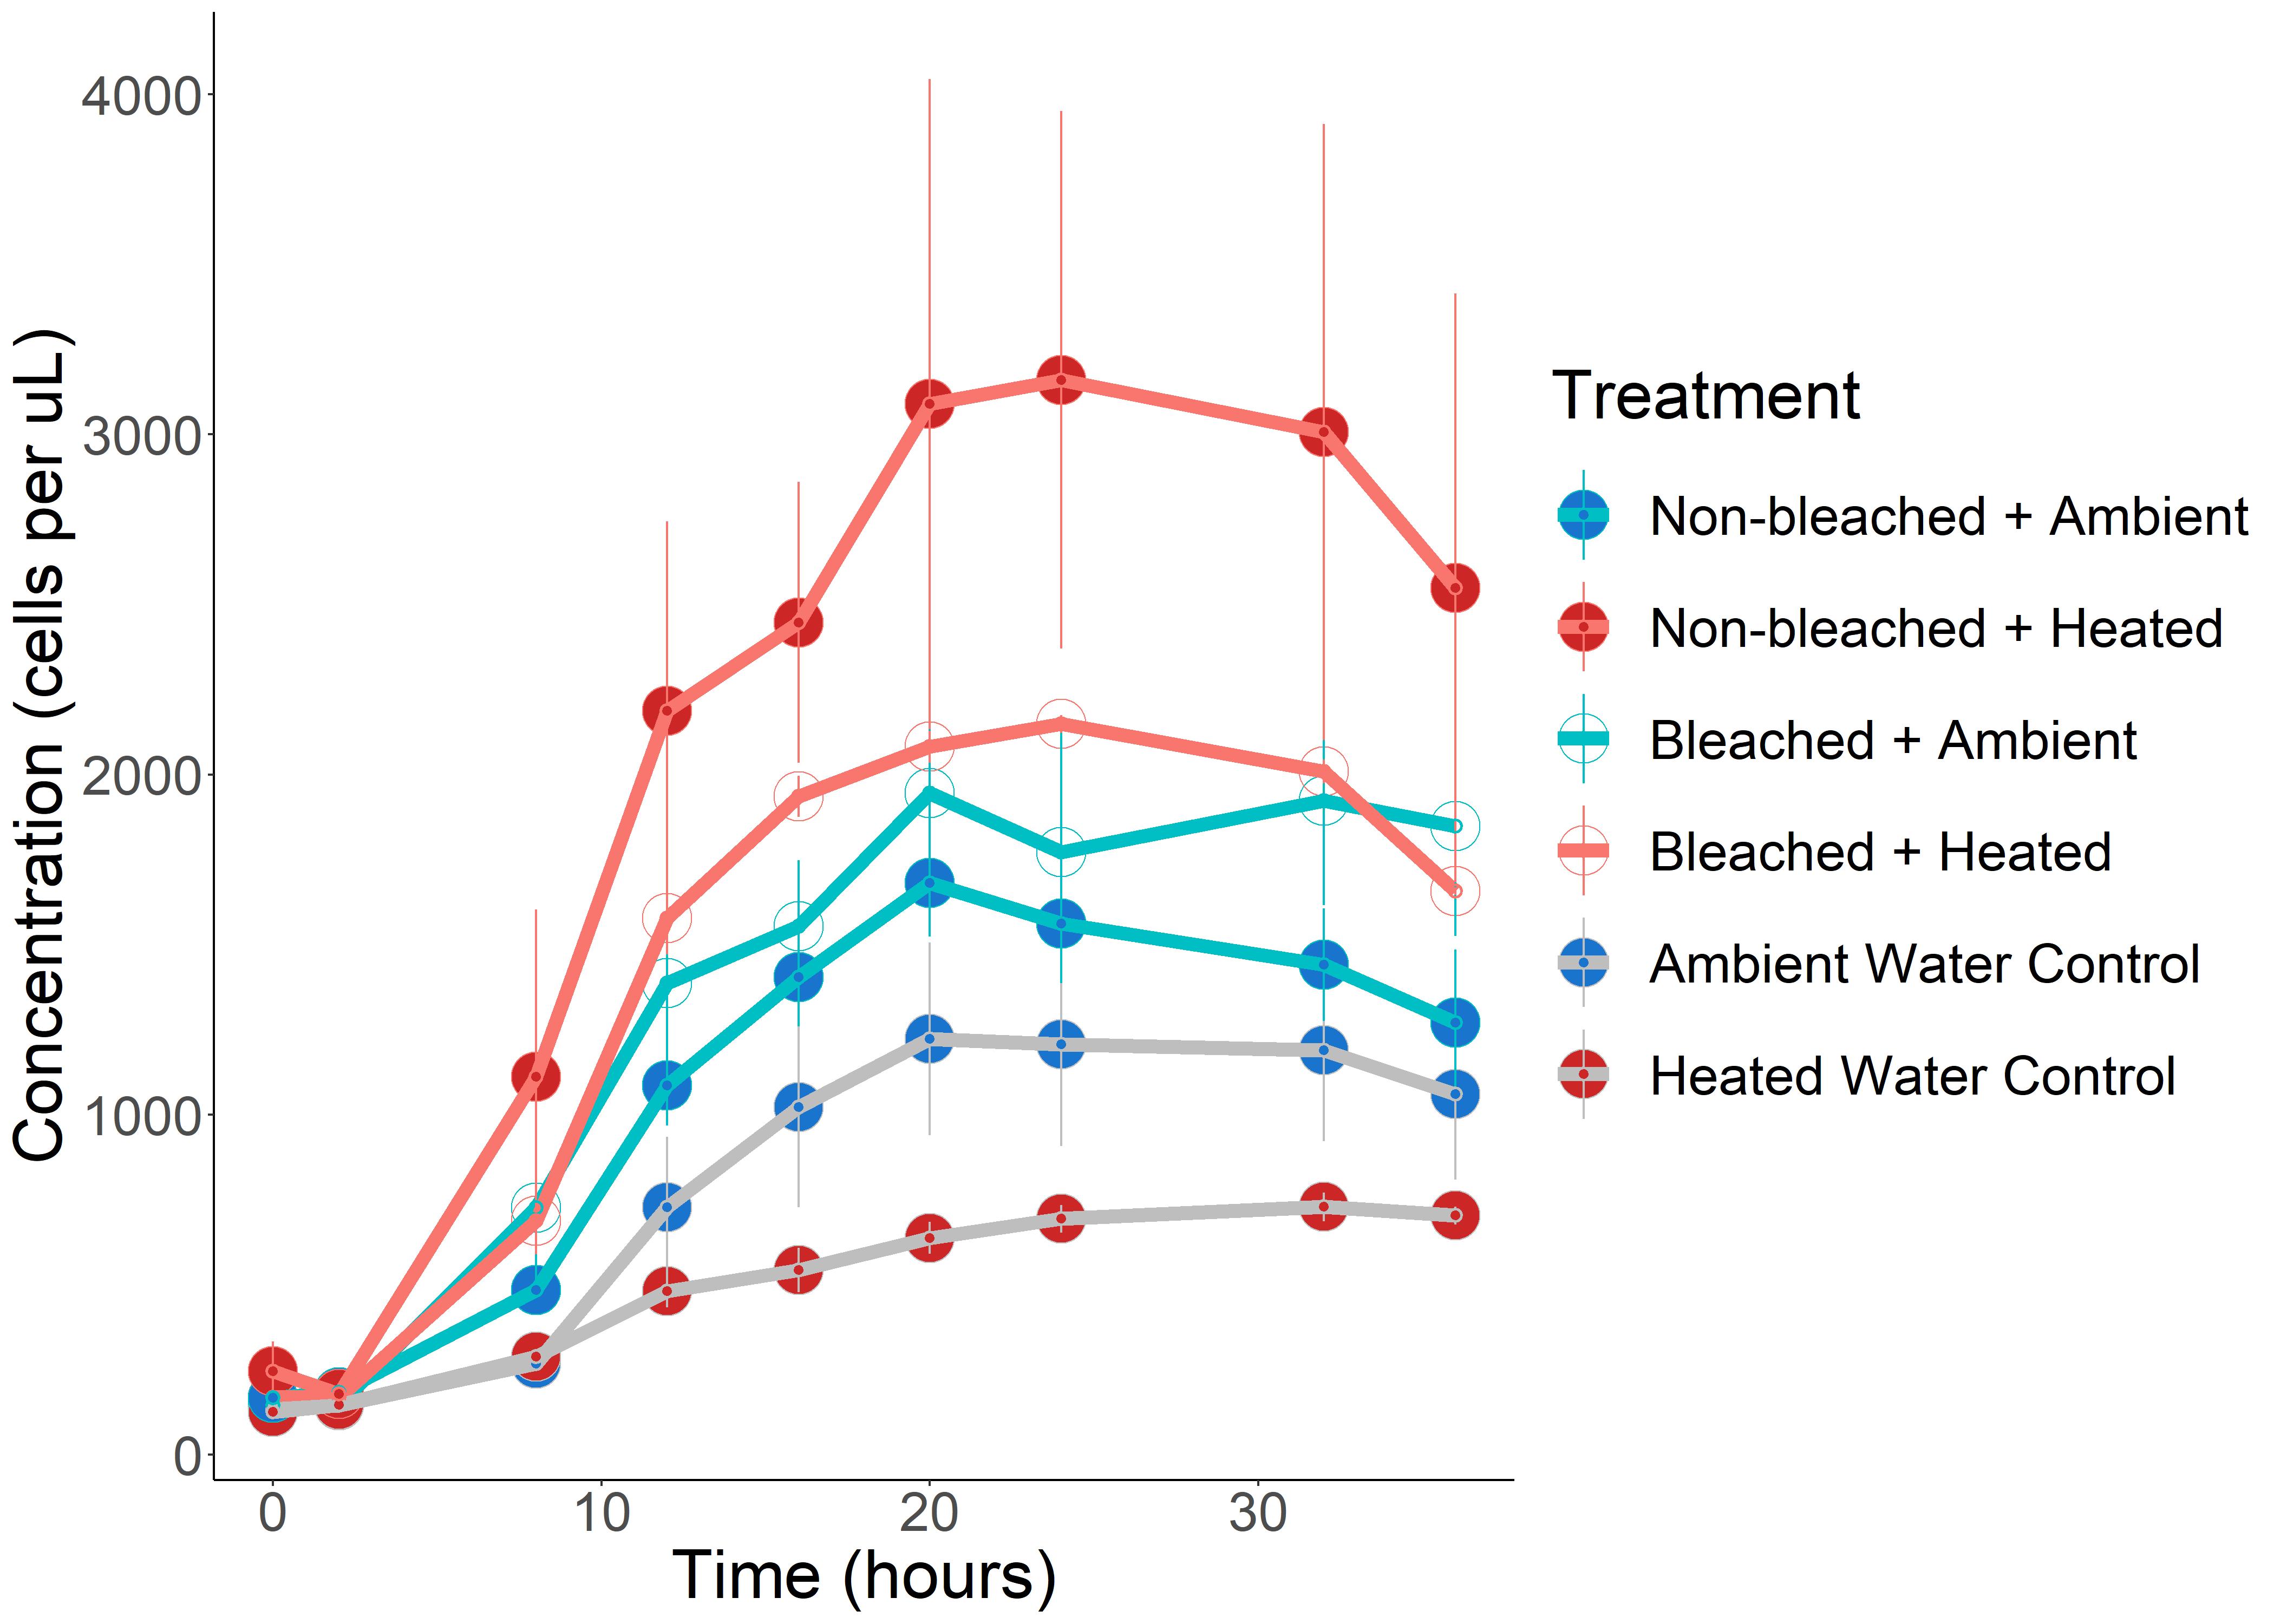 Concentration (cells per uL)
4000
3000
2000
1000
0
0 10 20 30
Time (hours)
Treatment
Non-bleached + Ambient
Non-bleached + Heated
Bleached + Ambient
Bleached + Heated
Ambient Water Control
Heated Water Control